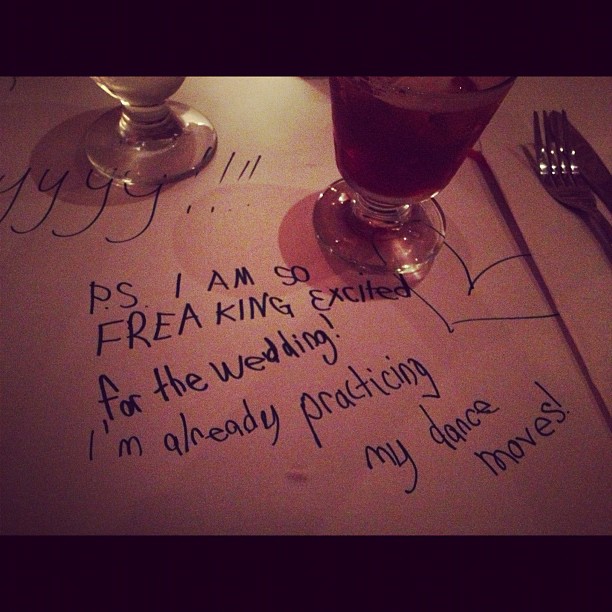 yyyy...!!!
P.S. I AM SO
FREAKING Excited
for the wedding!
I'm already practicing
my dance
moves!